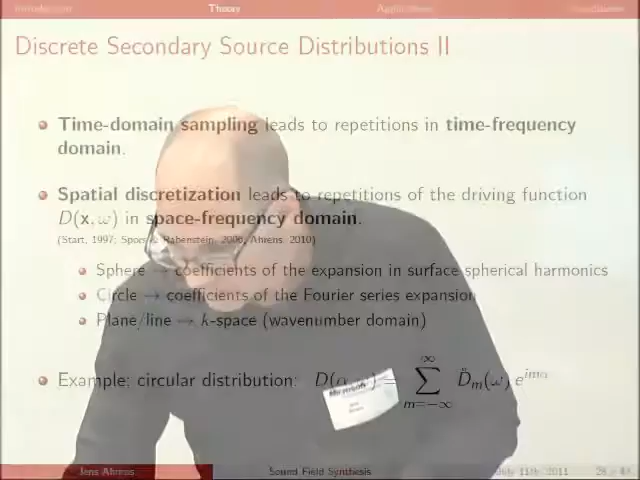 Introduction Theory Applications Conclusions
Discrete Secondary Source Distributions II
Time-domain sampling leads to repetitions in time-frequency
domain.
Spatial discretization leads to repetitions of the driving function
D(x, ω) in space-frequency domain.
(Start, 1997; Spors & Rabenstein, 2006, Ahrens, 2010)
Sphere → coefficients of the expansion in surface spherical harmonics
Circle → coefficients of the Fourier series expansion
Plane/line → k-space (wavenumber domain)
Example: circular distribution: D(α, ω) = ∑_{m=−∞}^{∞} D̊_m(ω) e^{imα}
Jens Ahrens Sound Field Synthesis July 11th, 2011